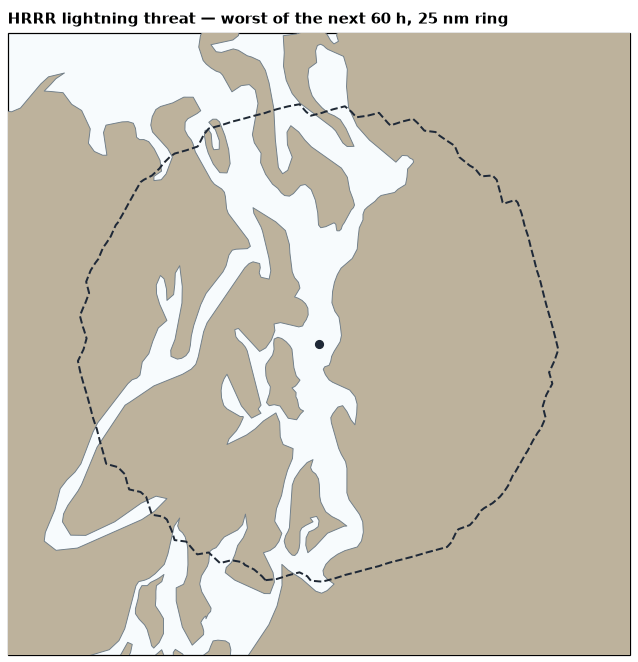 HRRR lightning threat — worst of the next 60 h, 25 nm ring